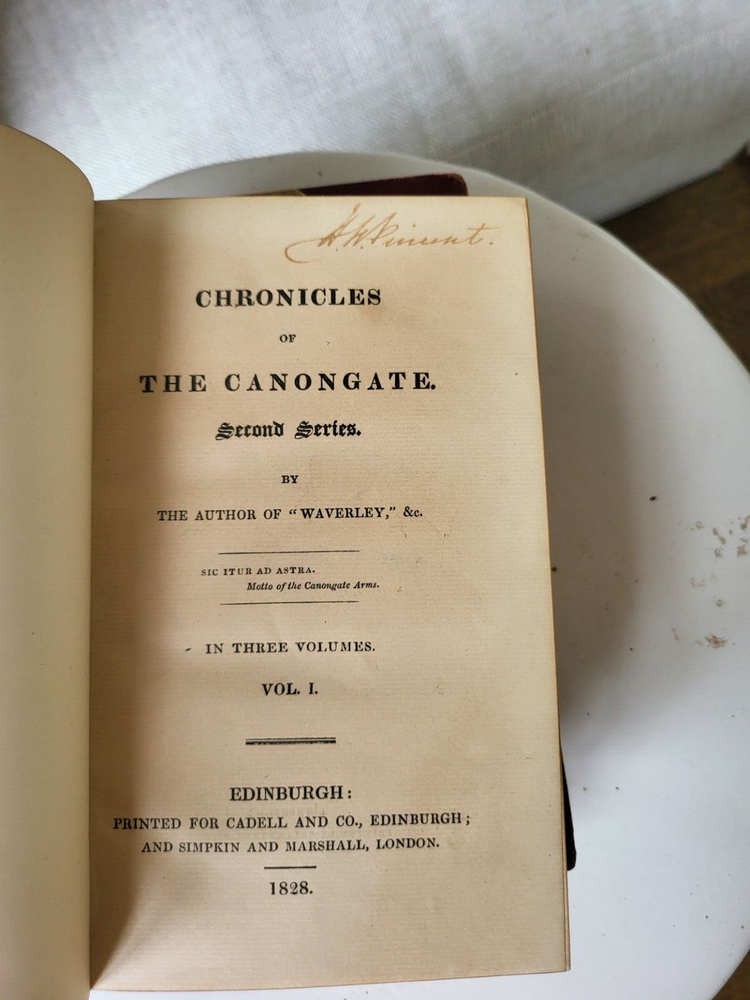 H. W. Vincent.
CHRONICLES
OF
THE CANONGATE.
Second Series.
BY
THE AUTHOR OF “WAVERLEY,” &c.
SIC ITUR AD ASTRA.
Motto of the Canongate Arms.
IN THREE VOLUMES.
VOL. I.
EDINBURGH:
PRINTED FOR CADELL AND CO., EDINBURGH;
AND SIMPKIN AND MARSHALL, LONDON.
1828.